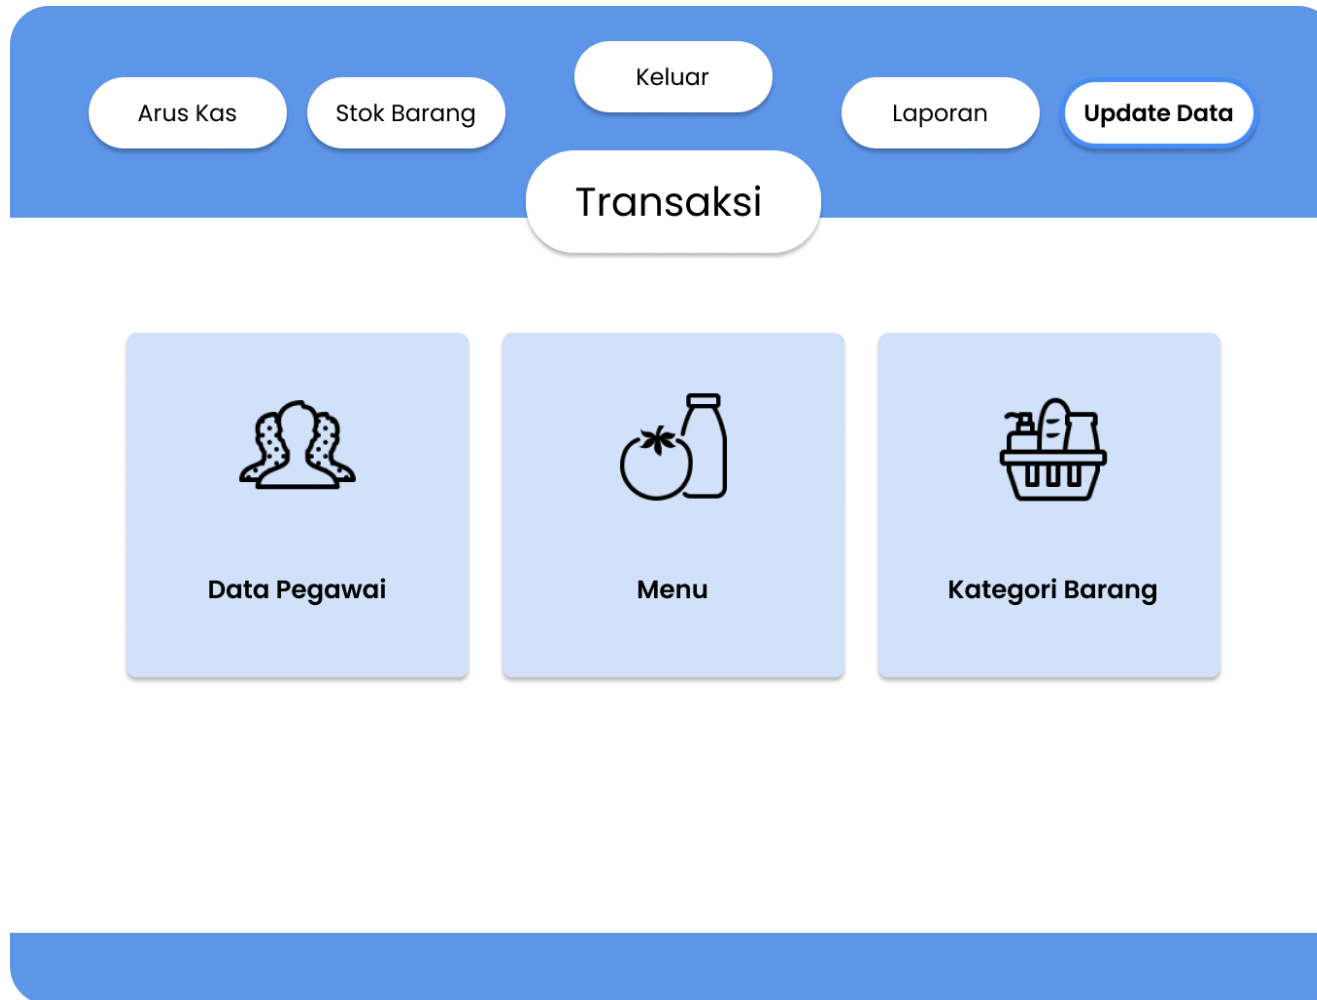 Keluar
Arus Kas
Stok Barang
Laporan
Update Data
Transaksi
Data Pegawai
Menu
Kategori Barang